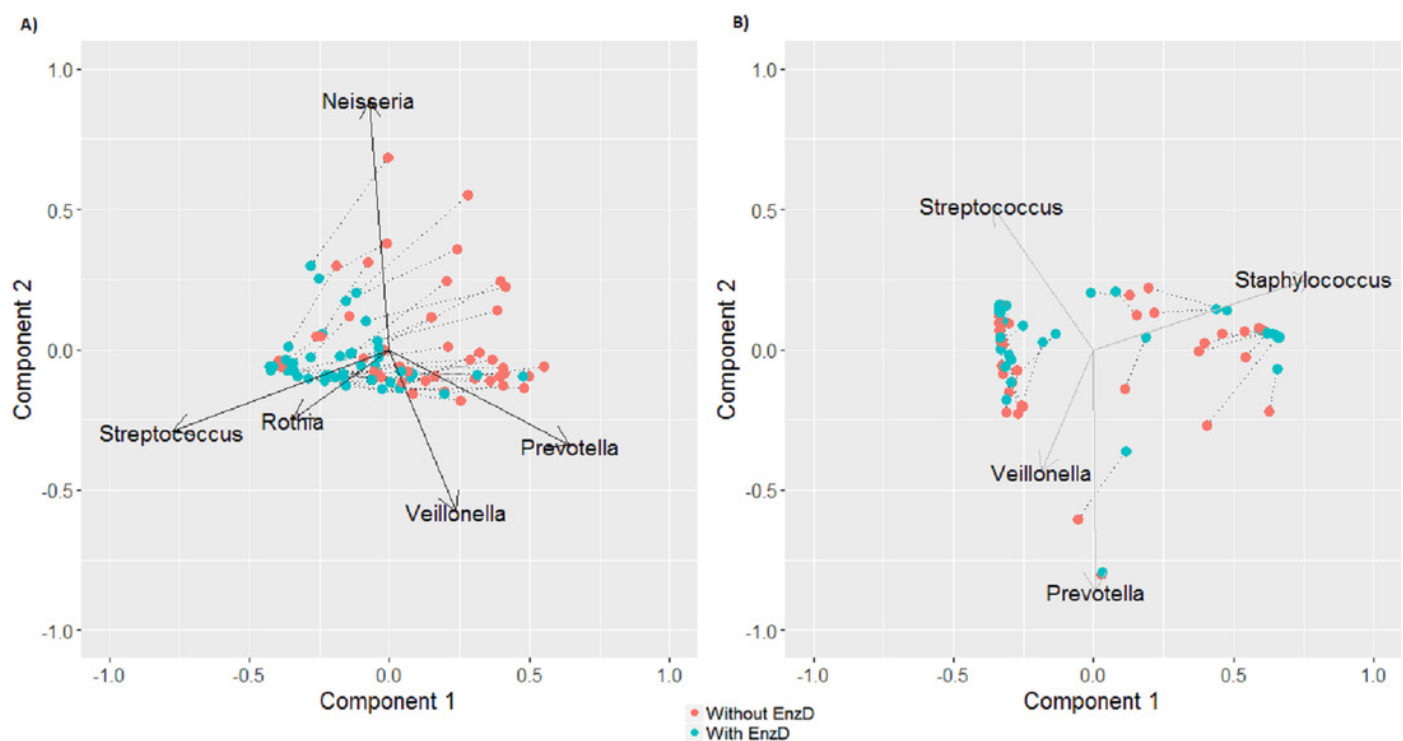 A)
1.0
0.5
0.0
-0.5
-1.0
Component 2
Neisseria
Streptococcus
Rothia
Prevotella
Veillonella
-1.0 -0.5 0.0 0.5 1.0
Component 1
B)
1.0
0.5
0.0
-0.5
-1.0
Component 2
Streptococcus
Staphylococcus
Veillonella
Prevotella
-1.0 -0.5 0.0 0.5 1.0
Component 1
Without EnzD
With EnzD